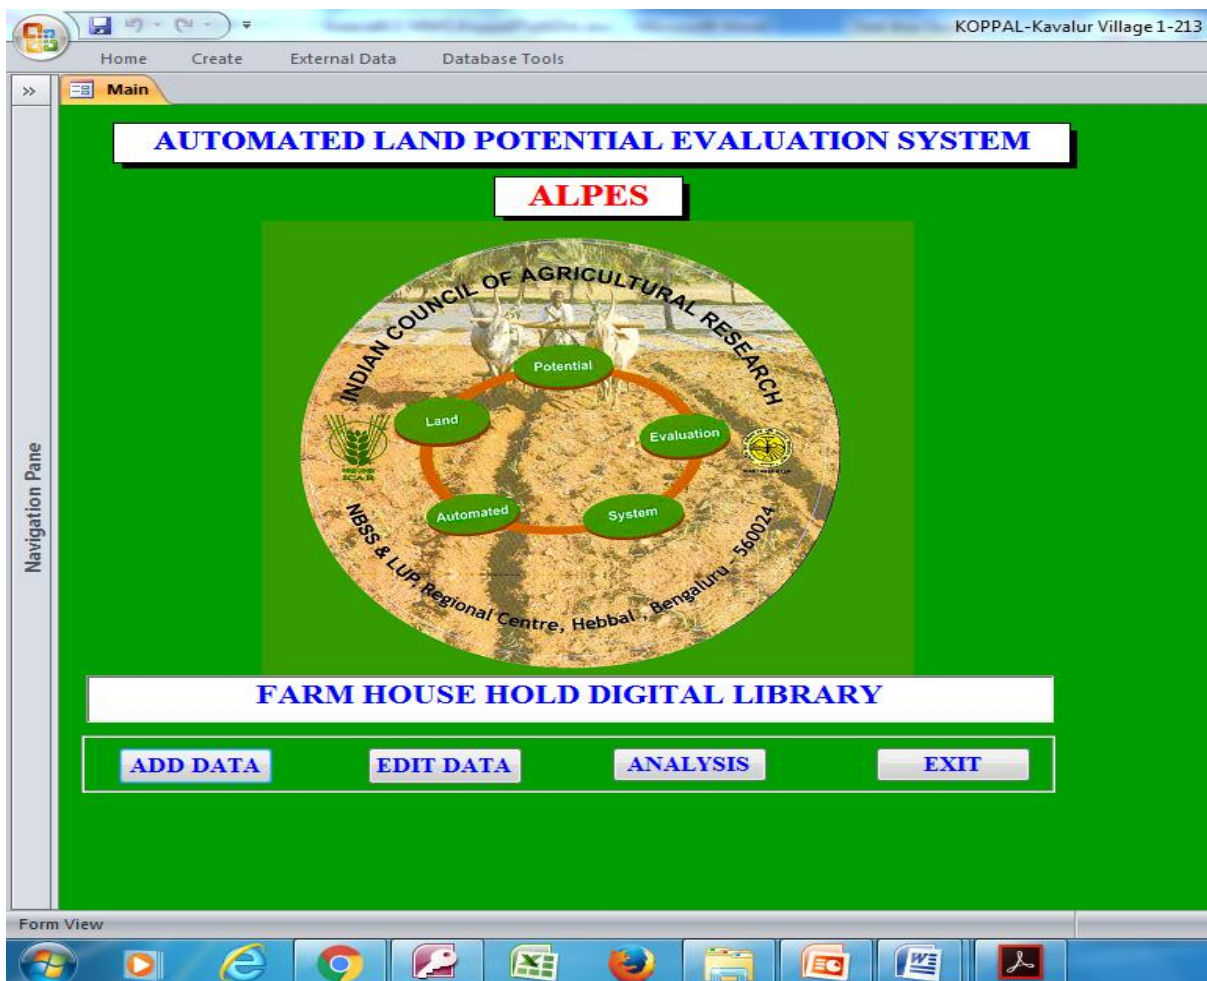 KOPPAL-Kavalur Village 1-213
Home Create External Data Database Tools
Main
AUTOMATED LAND POTENTIAL EVALUATION SYSTEM
ALPES
INDIAN COUNCIL OF AGRICULTURAL RESEARCH
Potential
Land
Evaluation
ICAR
Automated
System
NBSS & LUP, Regional Centre, Hebbal , Bengaluru - 560024
Navigation Pane
FARM HOUSE HOLD DIGITAL LIBRARY
ADD DATA EDIT DATA ANALYSIS EXIT
Form View